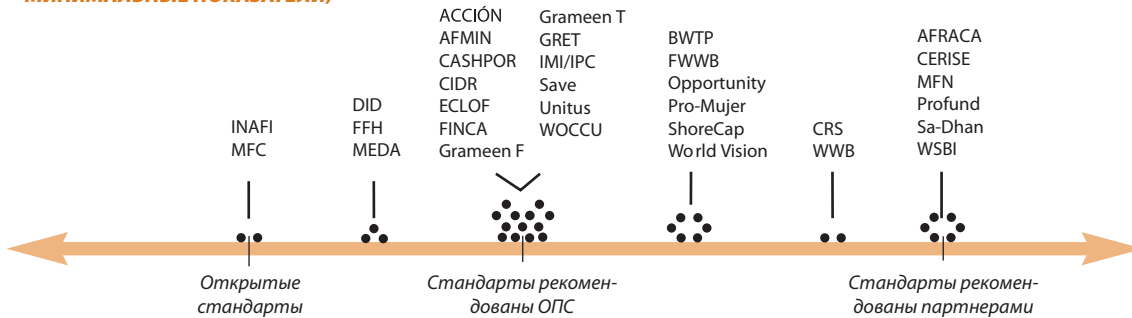 МИНИМАЛЬНЫЕ ПОКАЗАТЕЛИ)
INAFI
MFC
DID
FFH
MEDA
ACCIÓN
AFMIN
CASHPOR
CIDR
ECLOF
FINCA
Grameen F
Grameen T
GRET
IMI/IPC
Save
Unitus
WOCCU
BWTP
FWWB
Opportunity
Pro-Mujer
ShoreCap
World Vision
CRS
WWB
AFRACA
CERISE
MFN
Profund
Sa-Dhan
WSBI
Открытые
стандарты
Стандарты рекомен-
дованы ОПС
Стандарты рекомен-
дованы партнерами